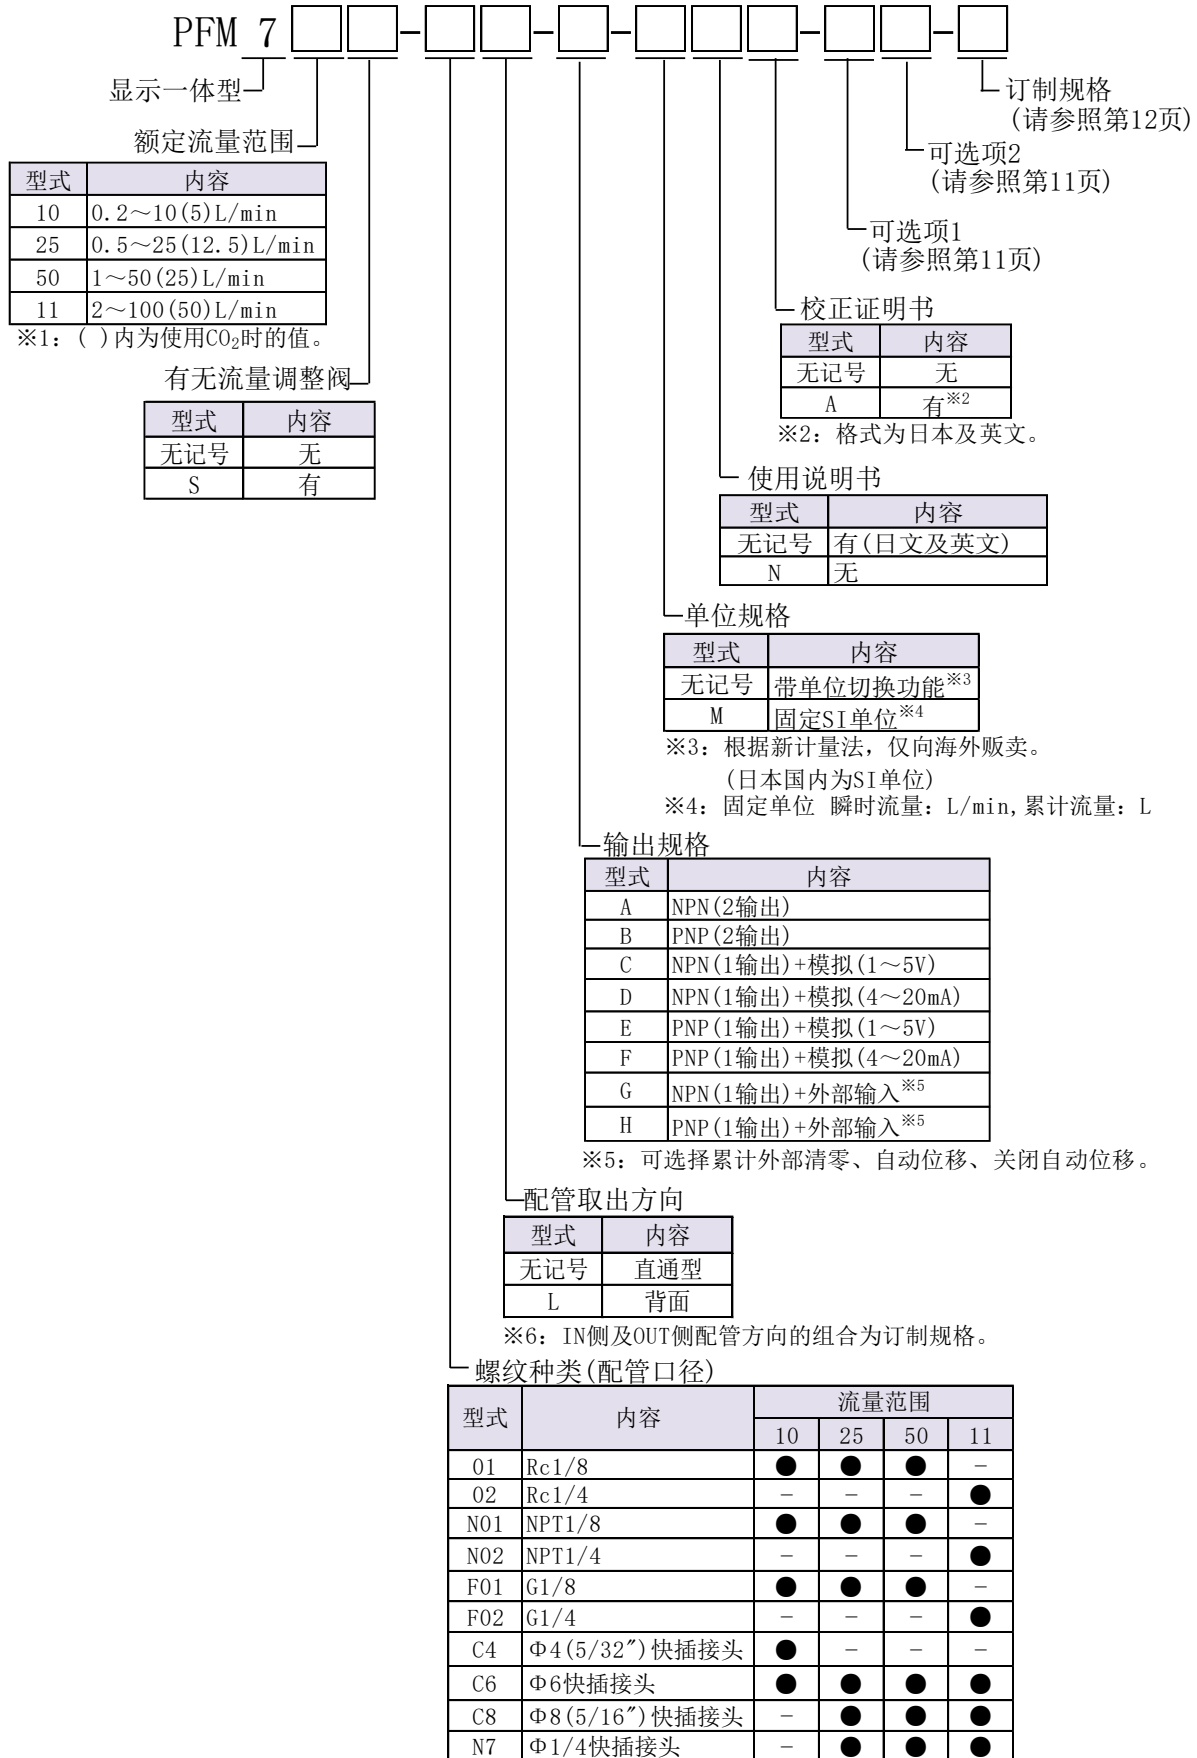 PFM 7 □□-□□-□-□□□-□□-□
显示一体型
订制规格
(请参照第12页)
额定流量范围
可选项2
(请参照第11页)
型式 内容
10 0.2～10(5)L/min
25 0.5～25(12.5)L/min
50 1～50(25)L/min
11 2～100(50)L/min
※1：( )内为使用CO₂时的值。
可选项1
(请参照第11页)
校正证明书
型式 内容
无记号 无
A 有※2
※2：格式为日本及英文。
有无流量调整阀
型式 内容
无记号 无
S 有
使用说明书
型式 内容
无记号 有(日文及英文)
N 无
单位规格
型式 内容
无记号 带单位切换功能※3
M 固定SI单位※4
※3：根据新计量法，仅向海外贩卖。
(日本国内为SI单位)
※4：固定单位 瞬时流量：L/min,累计流量：L
输出规格
型式 内容
A NPN(2输出)
B PNP(2输出)
C NPN(1输出)+模拟(1～5V)
D NPN(1输出)+模拟(4～20mA)
E PNP(1输出)+模拟(1～5V)
F PNP(1输出)+模拟(4～20mA)
G NPN(1输出)+外部输入※5
H PNP(1输出)+外部输入※5
※5：可选择累计外部清零、自动位移、关闭自动位移。
配管取出方向
型式 内容
无记号 直通型
L 背面
※6：IN侧及OUT侧配管方向的组合为订制规格。
螺纹种类(配管口径)
型式 内容 流量范围
10 25 50 11
01 Rc1/8 ● ● ● －
02 Rc1/4 － － － ●
N01 NPT1/8 ● ● ● －
N02 NPT1/4 － － － ●
F01 G1/8 ● ● ● －
F02 G1/4 － － － ●
C4 Φ4(5/32″)快插接头 ● － － －
C6 Φ6快插接头 ● ● ● ●
C8 Φ8(5/16″)快插接头 － ● ● ●
N7 Φ1/4快插接头 － ● ● ●